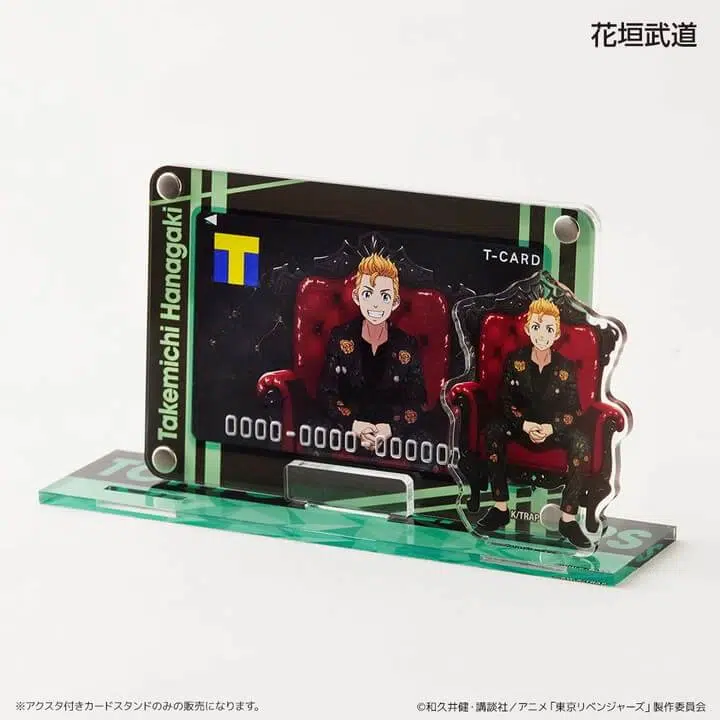 花垣武道
Takemichi Hanagaki
T
T-CARD
0000-0000 00000
K/TRAP
※アクスタ付きカードスタンドのみの販売になります。
©和久井健・講談社／アニメ「東京リベンジャーズ」製作委員会